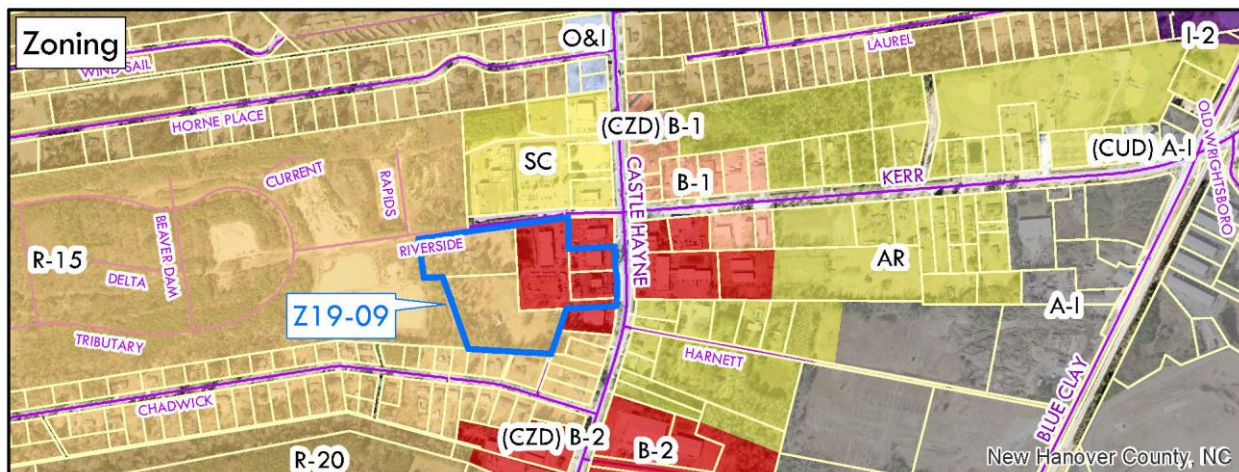 Zoning
O&I
I-2
WIND SAIL
LAUREL
HORNE PLACE
(CZD) B-1
OLD WRIGHTSBORO
(CUD) A-I
SC
CURRENT
RAPIDS
CASTLE HAYNE
B-1
KERR
BEAVER DAM
R-15
RIVERSIDE
AR
DELTA
Z19-09
A-I
TRIBUTARY
HARNETT
CHADWICK
BLUE CLAY
(CZD) B-2
B-2
R-20
New Hanover County, NC